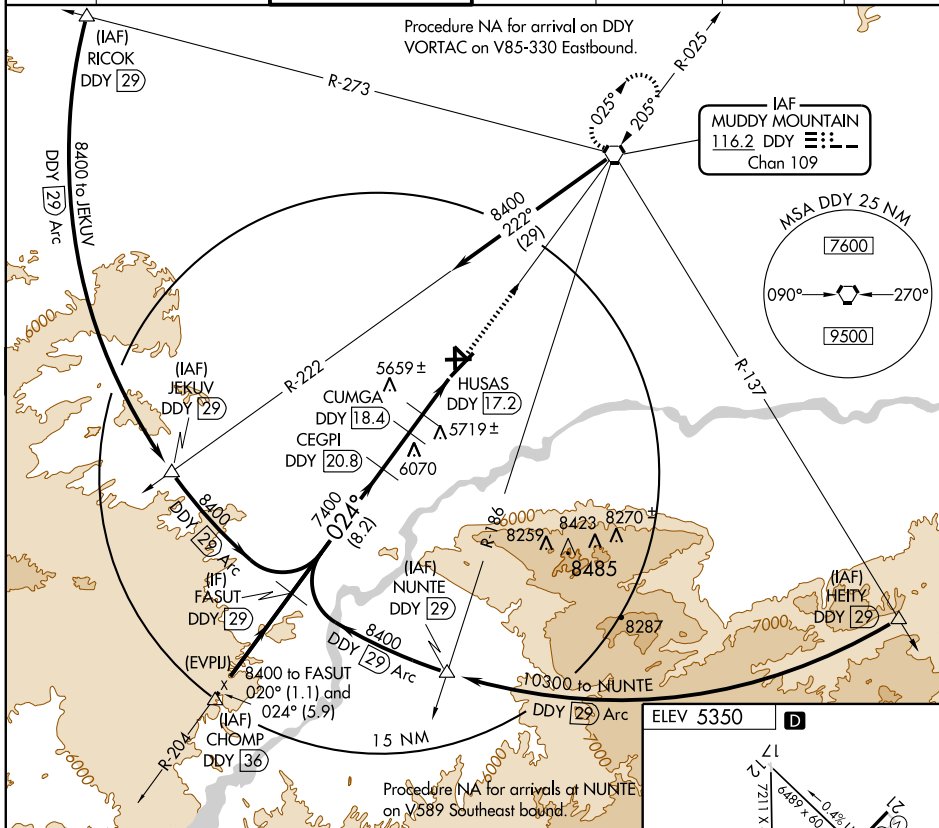 Procedure NA for arrival on DDY
VORTAC on V85-330 Eastbound.
(IAF)
RICOK
DDY 29
R-273
R-025
025°
205°
IAF
MUDDY MOUNTAIN
116.2 DDY
Chan 109
8400 to JEKUV
DDY 29 Arc
8400
222°
(29)
MSA DDY 25 NM
7600
090°
270°
9500
6000
R-222
R-137
(IAF)
JEKUV
DDY 29
5659 ±
CUMGA
DDY 18.4
HUSAS
DDY 17.2
5719 ±
CEGPI
DDY 20.8
6070
8400
DDY 29 Arc
7400
024°
(8.2)
R-186
6000
8259
8423
8270 ±
8485
(IF)
FASUT
DDY 29
(IAF)
NUNTE
DDY 29
(IAF)
HEITY
DDY 29
8287
7000
8400
DDY 29 Arc
(EVPIJ)
8400 to FASUT
020° (1.1) and
024° (5.9)
10300 to NUNTE
DDY 29 Arc
(IAF)
CHOMP
DDY 36
R-204
15 NM
7000
6000
Procedure NA for arrivals at NUNTE
on V589 Southeast bound.
ELEV 5350
D
17
12
7211 X
6489 X 60
0.4%
21
V